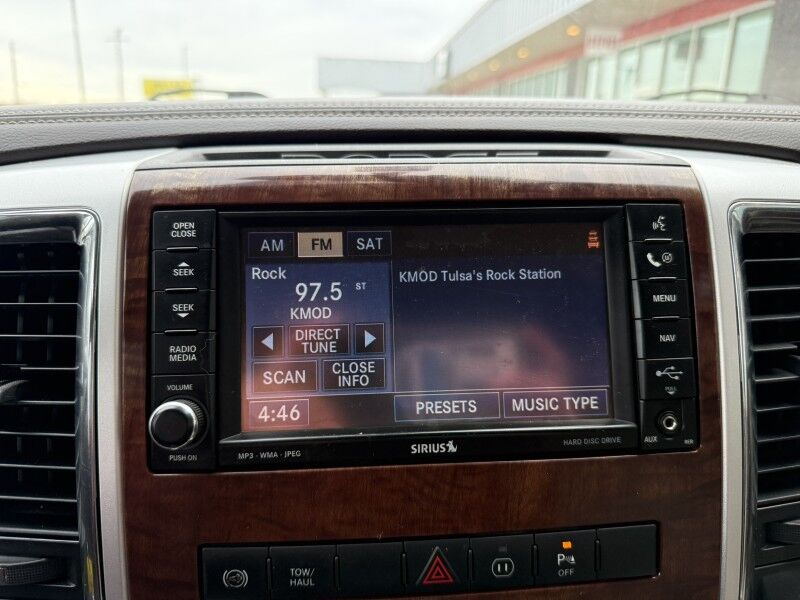 OPEN CLOSE
SEEK
SEEK
RADIO MEDIA
VOLUME
PUSH ON
AM FM SAT
Rock
97.5 ST
KMOD
DIRECT
TUNE
SCAN
CLOSE
INFO
4:46
KMOD Tulsa's Rock Station
PRESETS
MUSIC TYPE
MENU
NAV
PULL
AUX
MP3 - WMA - JPEG
SIRIUS
HARD DISC DRIVE
TOW/
HAUL
P
OFF